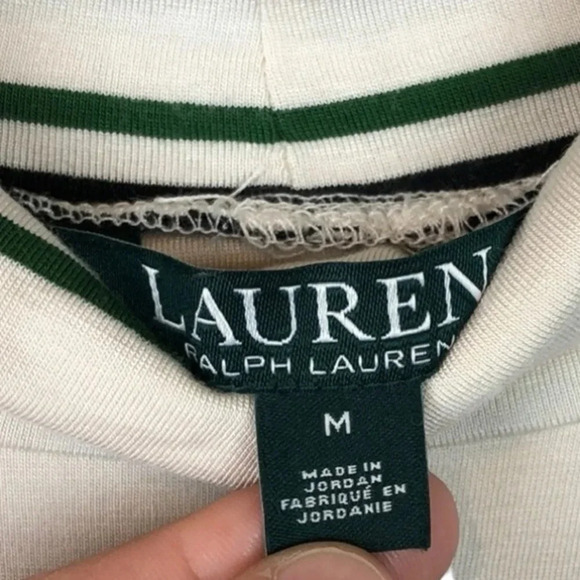 LAUREN
RALPH LAUREN
M
MADE IN
JORDAN
FABRIQUÉ EN
JORDANIE